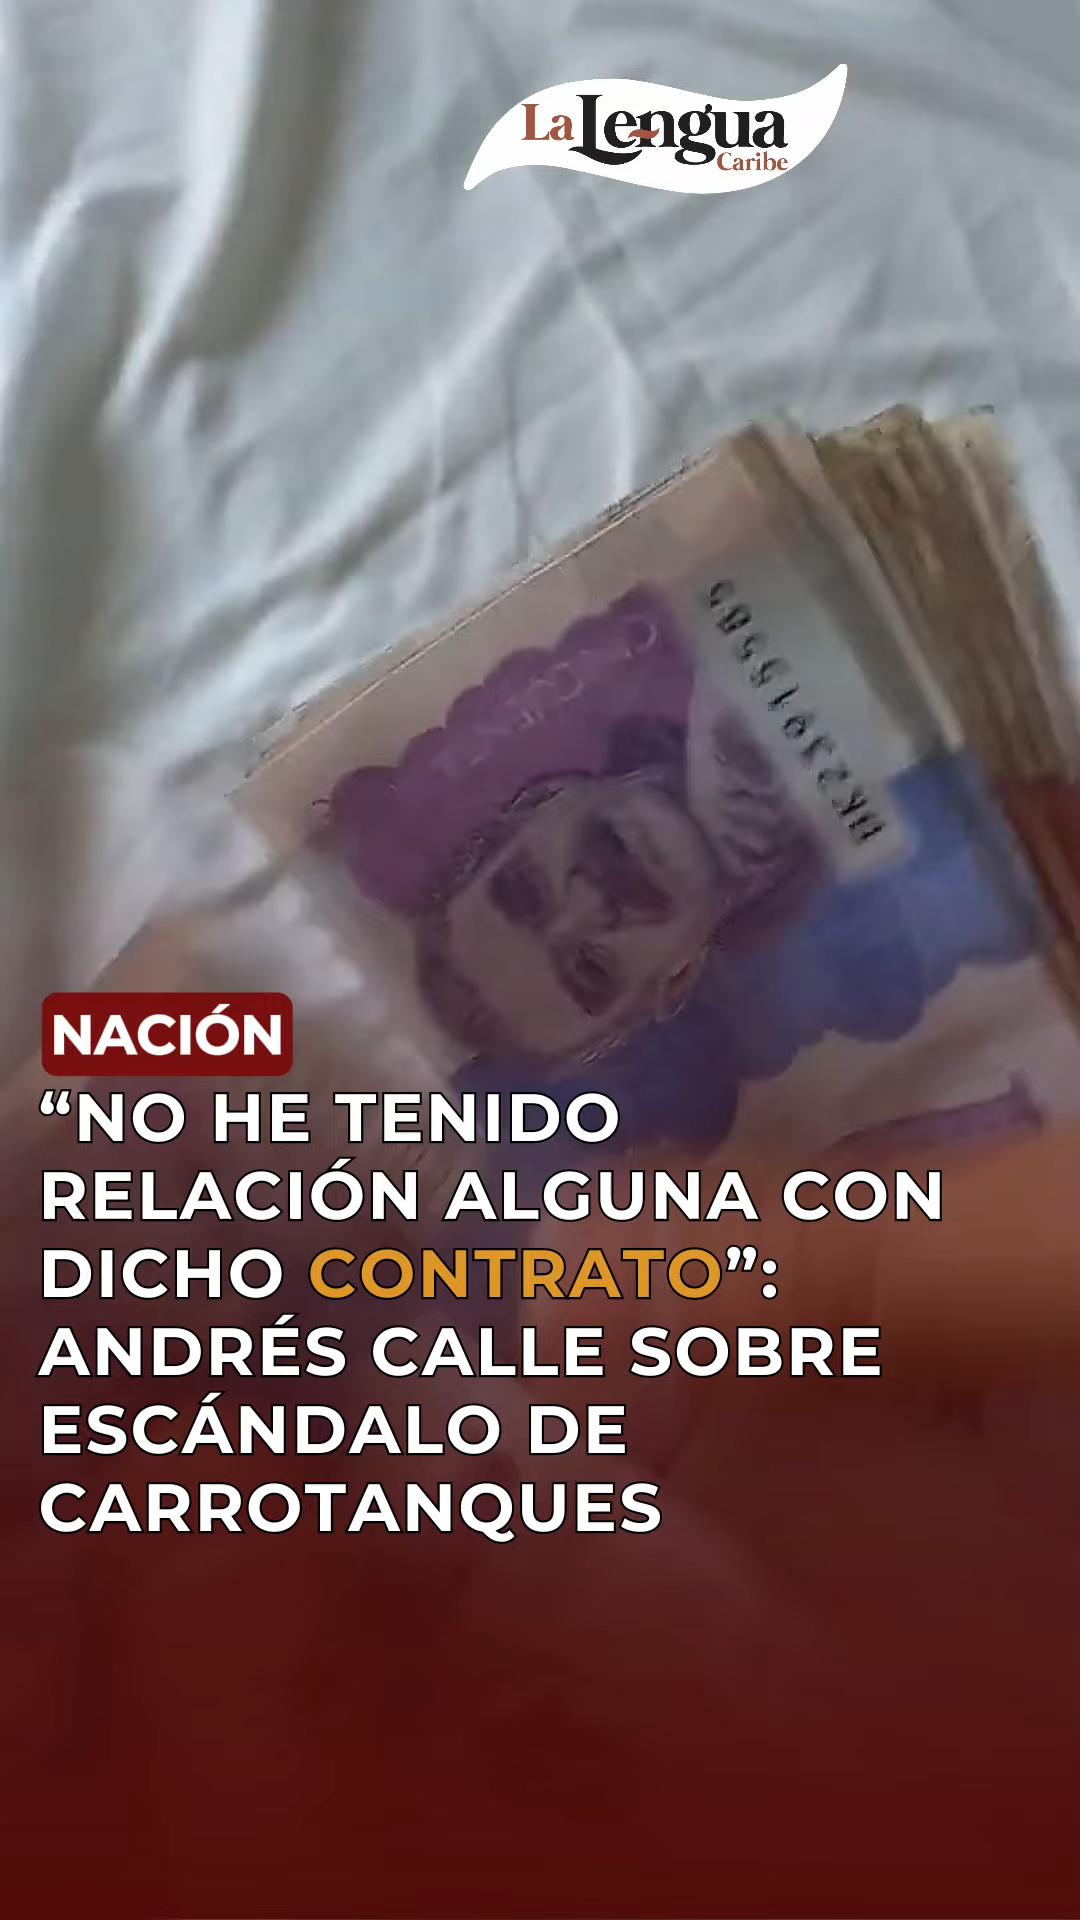 La Lengua
Caribe
NACIÓN
“NO HE TENIDO
RELACIÓN ALGUNA CON
DICHO CONTRATO”:
ANDRÉS CALLE SOBRE
ESCÁNDALO DE
CARROTANQUES